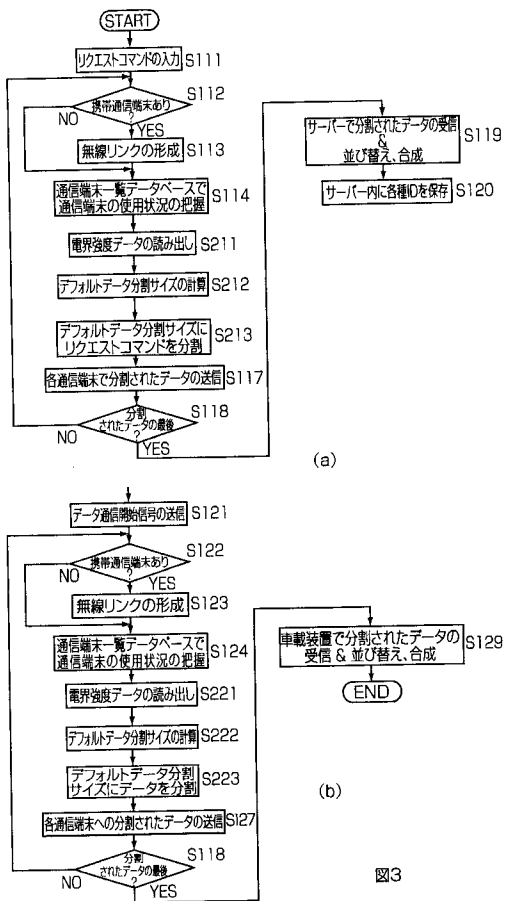 START
リクエストコマンドの入力 S111
携帯通信端末あり S112
?
NO
YES
無線リンクの形成 S113
通信端末一覧データベースで
通信端末の使用状況の把握 S114
電界強度データの読み出し S211
デフォルトデータ分割サイズの計算 S212
デフォルトデータ分割サイズに
リクエストコマンドを分割 S213
各通信端末で分割されたデータの送信 S117
分割
されたデータの最後 S118
?
NO
YES
サーバーで分割されたデータの受信
&
並び替え、合成 S119
サーバー内に各種IDを保存 S120
(a)
データ通信開始信号の送信 S121
携帯通信端末あり S122
?
NO
YES
無線リンクの形成 S123
通信端末一覧データベースで
通信端末の使用状況の把握 S124
電界強度データの読み出し S221
デフォルトデータ分割サイズの計算 S222
デフォルトデータ分割
サイズにデータを分割 S223
各通信端末への分割されたデータの送信 S127
分割
されたデータの最後 S118
?
NO
YES
車載装置で分割されたデータの
受信 & 並び替え、合成 S129
END
(b)
図3